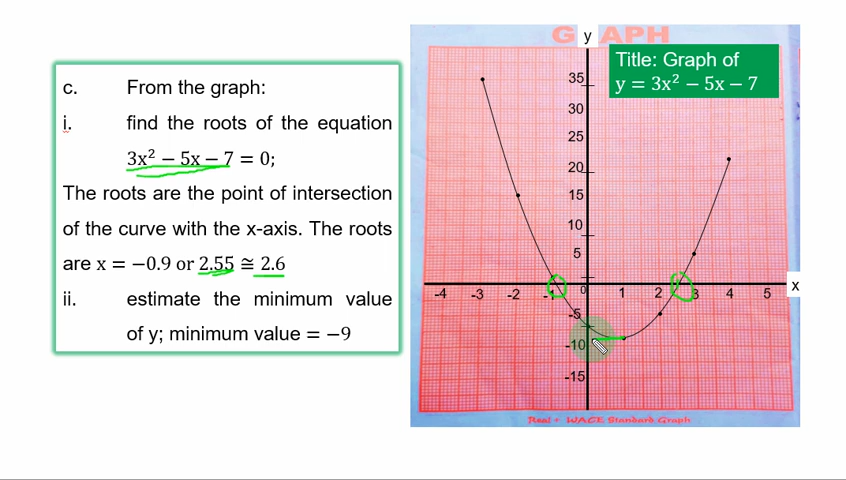 c. From the graph:
i. find the roots of the equation
3x² − 5x − 7 = 0;
The roots are the point of intersection
of the curve with the x-axis. The roots
are x = −0.9 or 2.55 ≅ 2.6
ii. estimate the minimum value
of y; minimum value = −9
GRAPH
y
Title: Graph of
y = 3x² − 5x − 7
35
30
25
20
15
10
5
x
-4 -3 -2 -1 0 1 2 3 4 5
-5
-10
-15
Real + WACE Standard Graph